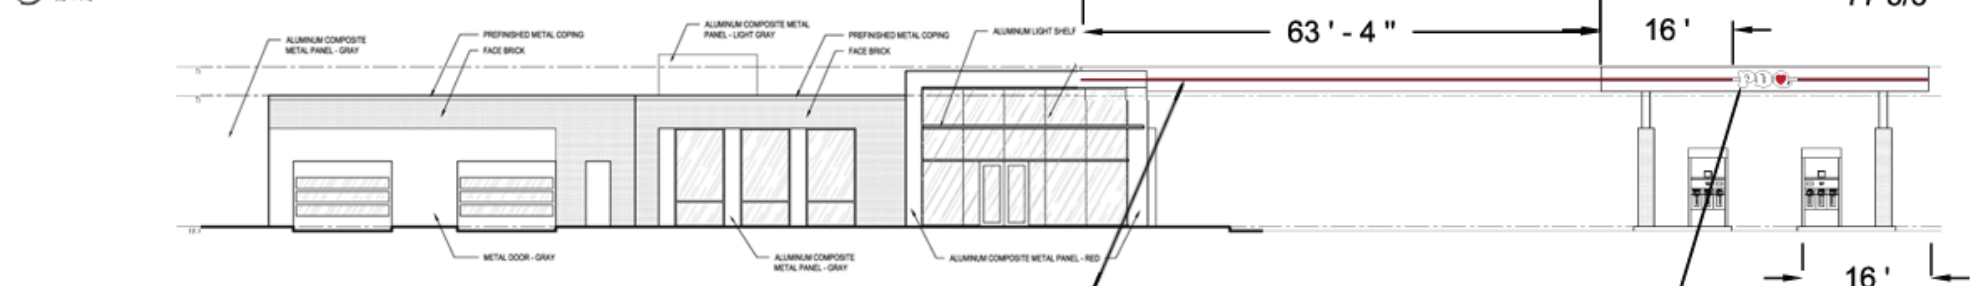 ALUMINUM COMPOSITE
METAL PANEL - GRAY
PREFINISHED METAL COPING
FACE BRICK
ALUMINUM COMPOSITE METAL
PANEL - LIGHT GRAY
PREFINISHED METAL COPING
FACE BRICK
ALUMINUM LIGHT SHELF
63 ' - 4 "
16 '
METAL DOOR - GRAY
ALUMINUM COMPOSITE
METAL PANEL - GRAY
ALUMINUM COMPOSITE METAL PANEL - RED
16 '